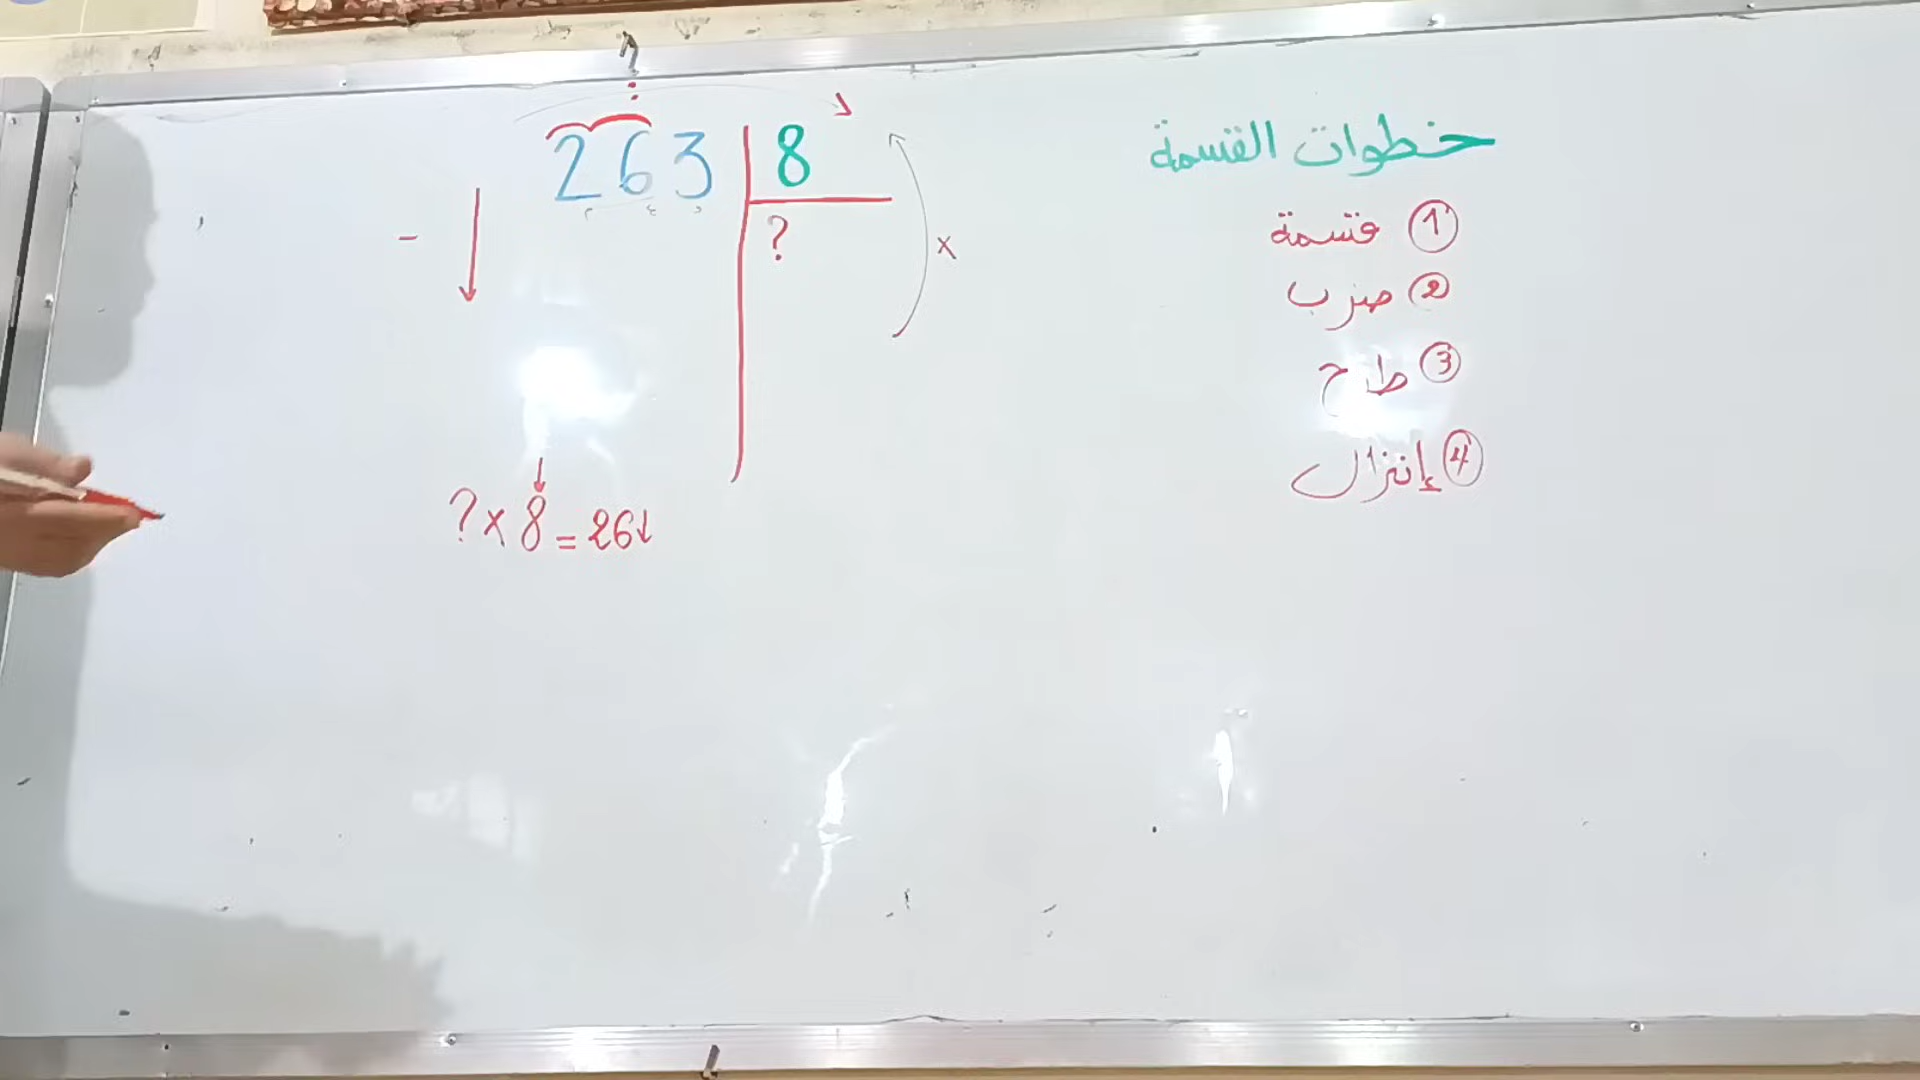 ?
263 8
- ? ×
? × 8 = 26↓
خطوات القسمة
① قسمة
② ضرب
③ طرح
④ إنزال